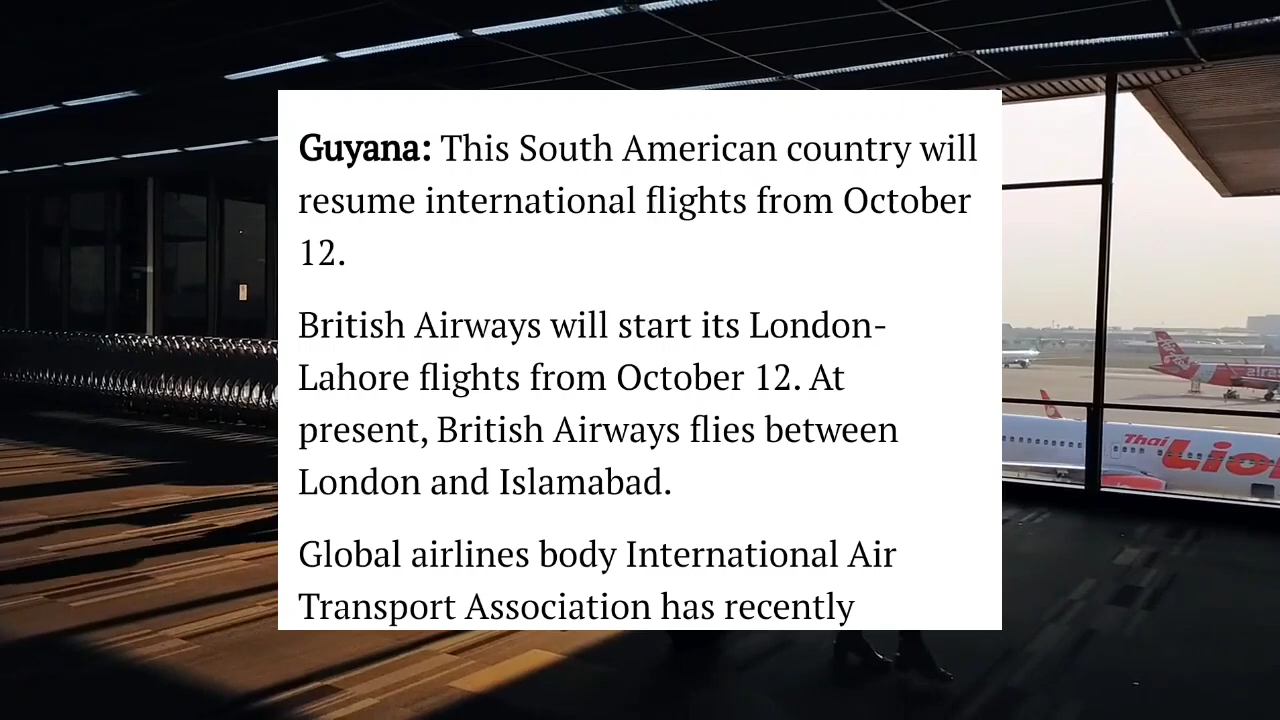 Guyana: This South American country will
resume international flights from October
12.
British Airways will start its London-
Lahore flights from October 12. At
present, British Airways flies between
London and Islamabad.
Global airlines body International Air
Transport Association has recently
Thai Lion